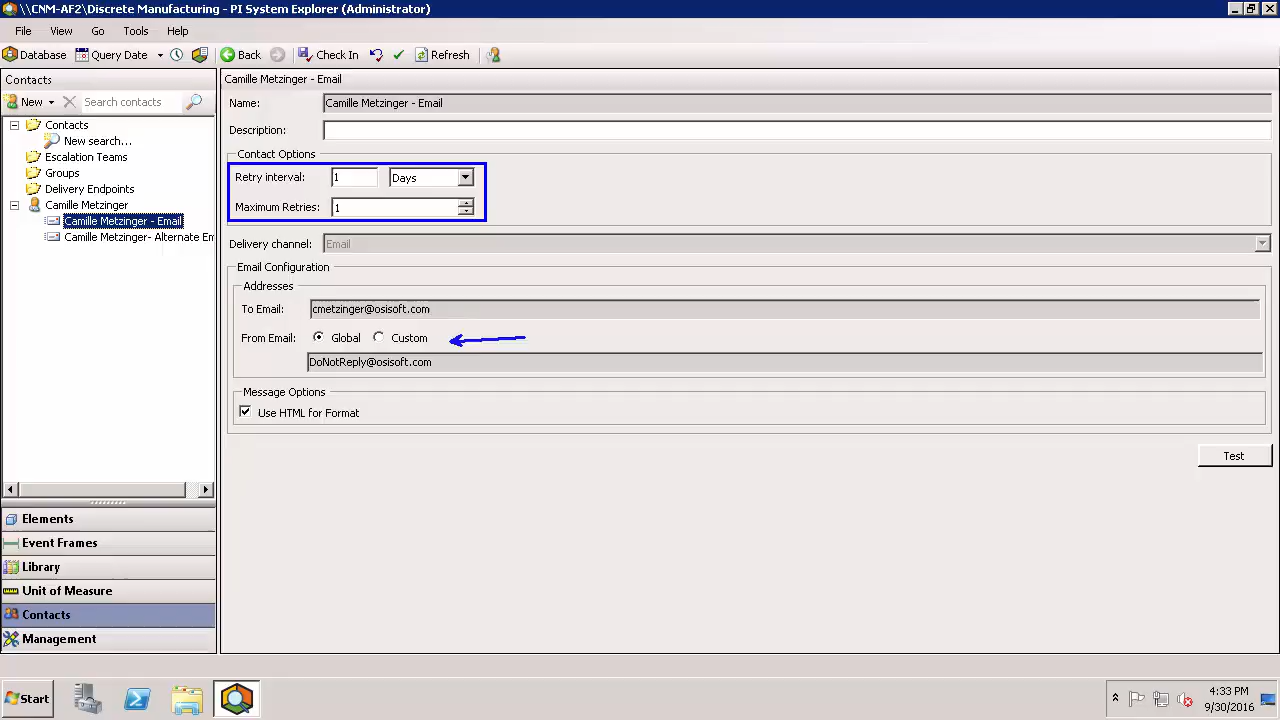 \\CNM-AF2\Discrete Manufacturing - PI System Explorer (Administrator)
File View Go Tools Help
Database Query Date Back Check In Refresh
Contacts
New Search contacts
Contacts
New search...
Escalation Teams
Groups
Delivery Endpoints
Camille Metzinger
Camille Metzinger - Email
Camille Metzinger- Alternate Em
Elements
Event Frames
Library
Unit of Measure
Contacts
Management
Camille Metzinger - Email
Name: Camille Metzinger - Email
Description:
Contact Options
Retry interval: 1 Days
Maximum Retries: 1
Delivery channel: Email
Email Configuration
Addresses
To Email: cmetzinger@osisoft.com
From Email: Global Custom
DoNotReply@osisoft.com
Message Options
Use HTML for Format
Test
Start
4:33 PM
9/30/2016